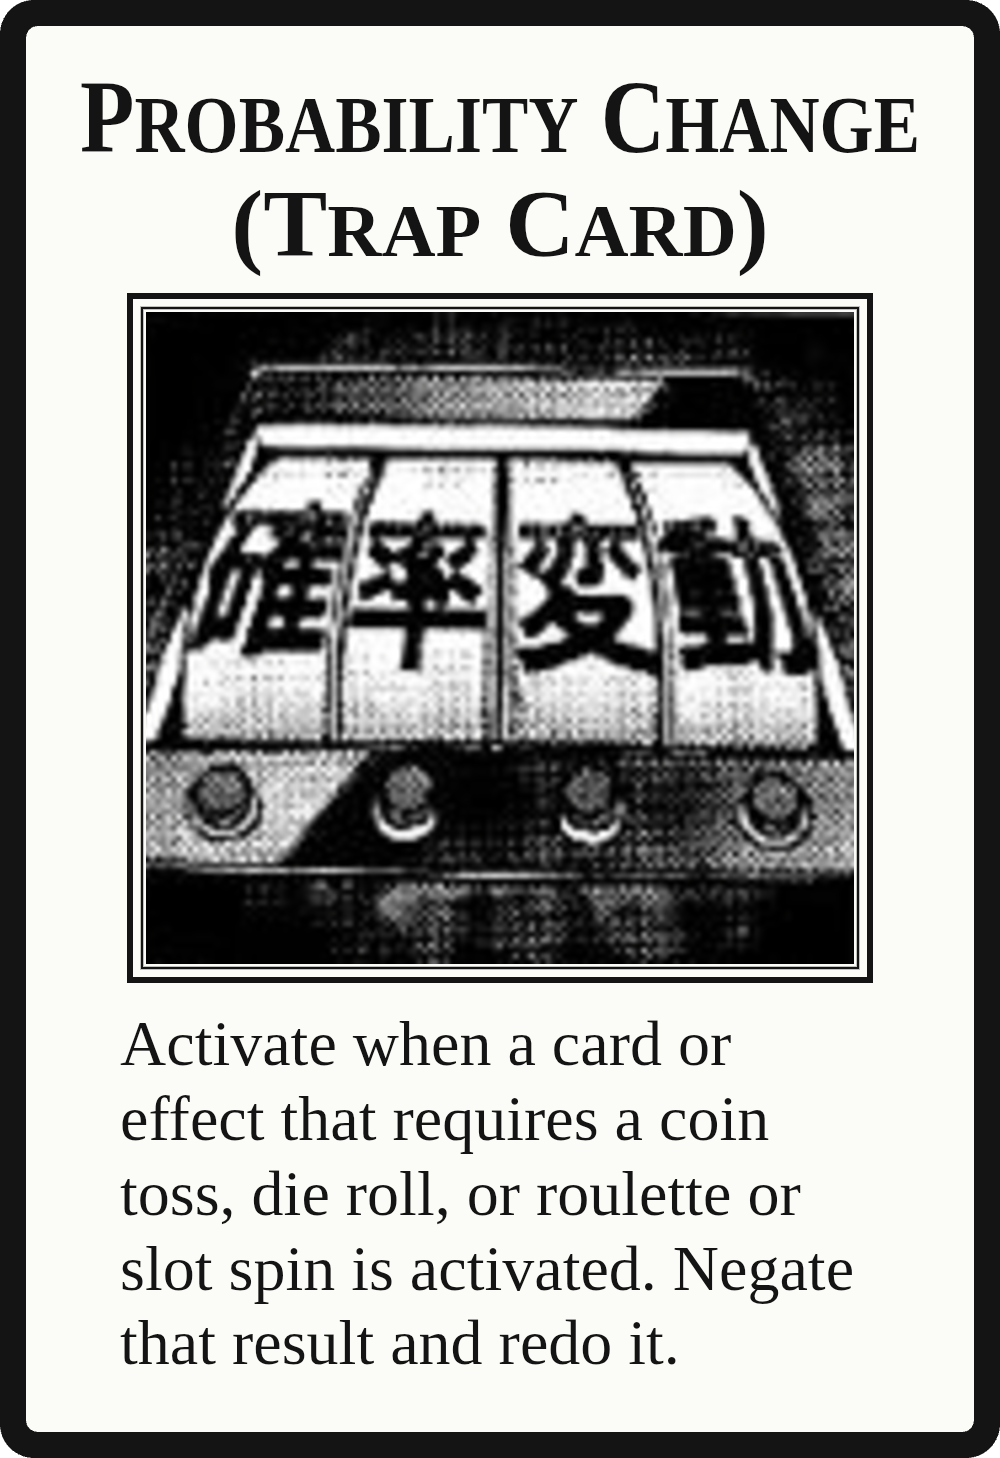 Probability Change
(Trap Card)
確率変動
Activate when a card or
effect that requires a coin
toss, die roll, or roulette or
slot spin is activated. Negate
that result and redo it.